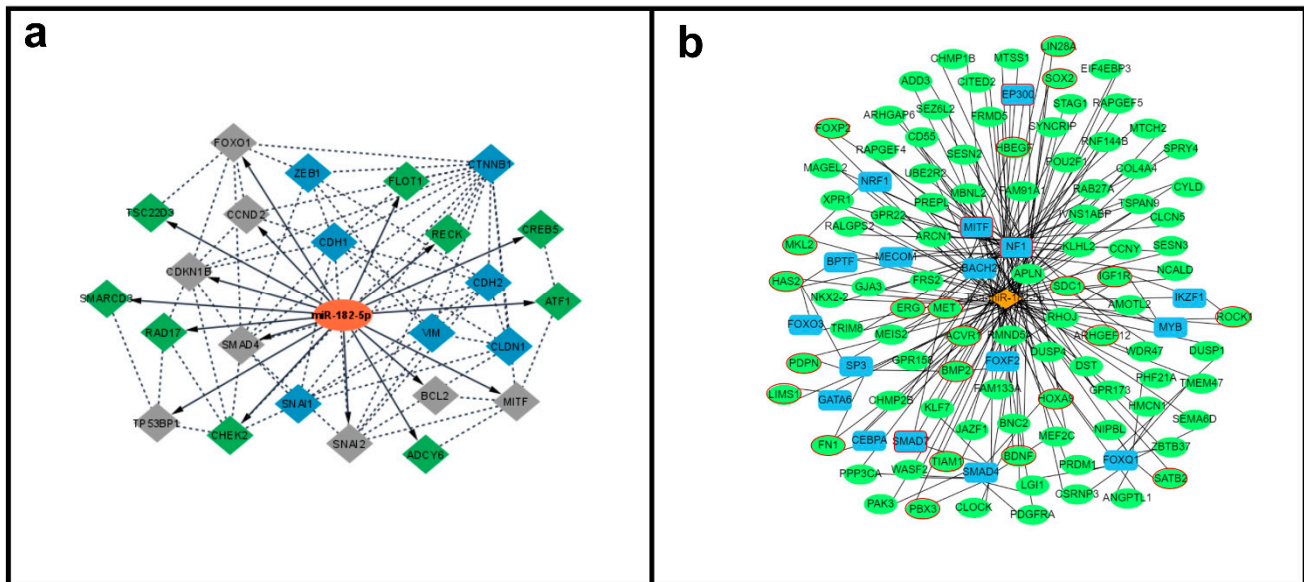 a
FOXO1
CTNNB1
ZEB1
FLOT1
TSC22D3
CCND2
RECK
CREB5
CDH1
CDKN1B
CDH2
SMARCD3
ATF1
miR-182-5p
RAD17
VIM
SMAD4
CLDN1
BCL2
MITF
SNAI1
TP53BP1
CHEK2
SNAI2
ADCY6
b
LIN28A
CHMP1B
MTSS1
EIF4EBP3
ADD3
CITED2
SOX2
EP300
STAG1
RAPGEF5
ARHGAP6
SEZ6L2
FRMD5
SYNCRIP
MTCH2
FOXP2
CD55
HBEGF
RNF144B
SPRY4
RAPGEF4
SESN2
POU2F1
COL4A4
MAGEL2
UBE2R2
NRF1
MBNL2
FAM91A1
RAB27A
CYLD
XPR1
PREPL
TSPAN9
GPR22
IVNS1ABP
CLCN5
RALGPS2
MITF
ARCN1
MKL2
NF1
KLHL2
CCNY
SESN3
BPTF
MECOM
BACH2
APLN
IGF1R
NCALD
HAS2
GJA3
FRS2
SDC1
NKX2-2
AMOTL2
IKZF1
ERG
MET
RHOJ
ROCK1
FOXO3
TRIM8
MEIS2
ACVR1
RMND5A
ARHGEF12
MYB
PDPN
SP3
GPR158
FOXF2
DUSP4
WDR47
DUSP1
BMP2
DST
PHF21A
LIMS1
GATA6
FAM133A
GPR173
TMEM47
CHMP2B
HOXA9
HMCN1
KLF7
SEMA6D
FN1
CEBPA
SMAD7
JAZF1
BNC2
MEF2C
NIPBL
ZBTB37
PPP3CA
WASF2
TIAM1
BDNF
PRDM1
FOXQ1
SMAD4
LGI1
SATB2
PAK3
PBX3
CLOCK
PDGFRA
CSRNP3
ANGPTL1